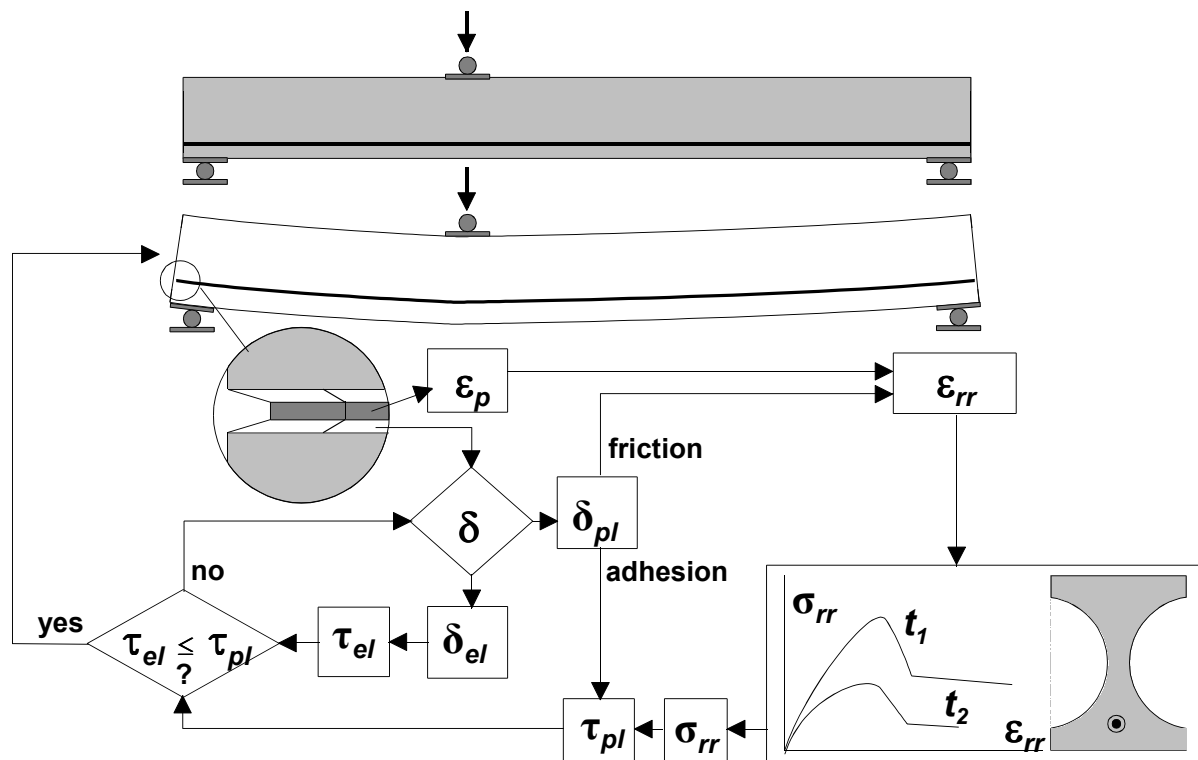 ε_p
ε_rr
friction
δ
δ_pl
adhesion
no
yes
τ_el ≤ τ_pl
?
τ_el
δ_el
σ_rr
t_1
t_2
ε_rr
τ_pl
σ_rr